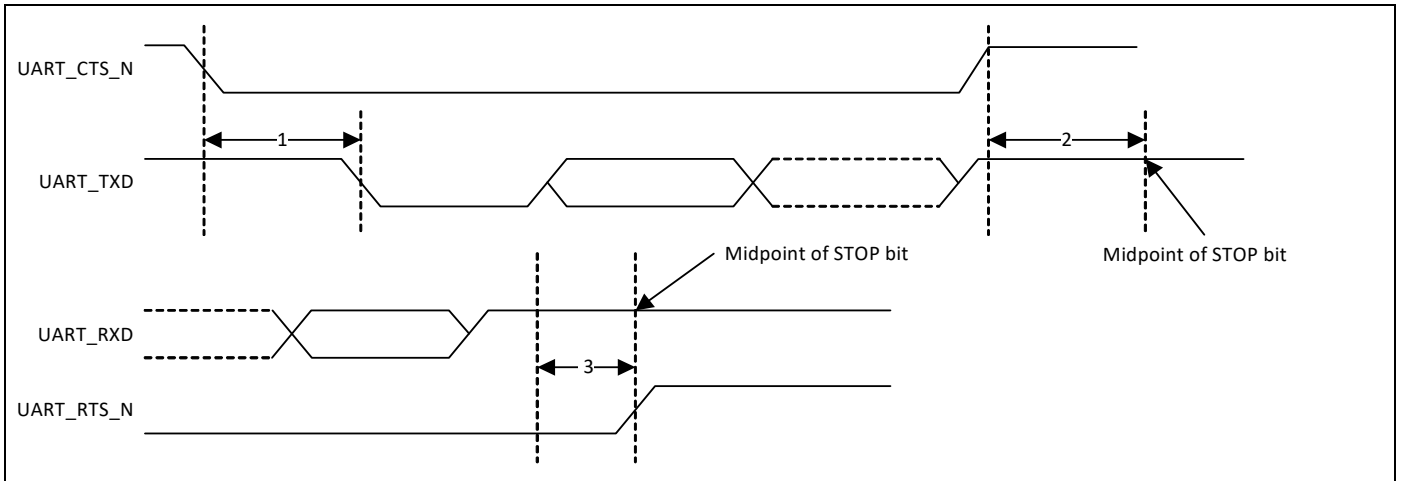 UART_CTS_N
1
2
UART_TXD
Midpoint of STOP bit
Midpoint of STOP bit
UART_RXD
3
UART_RTS_N